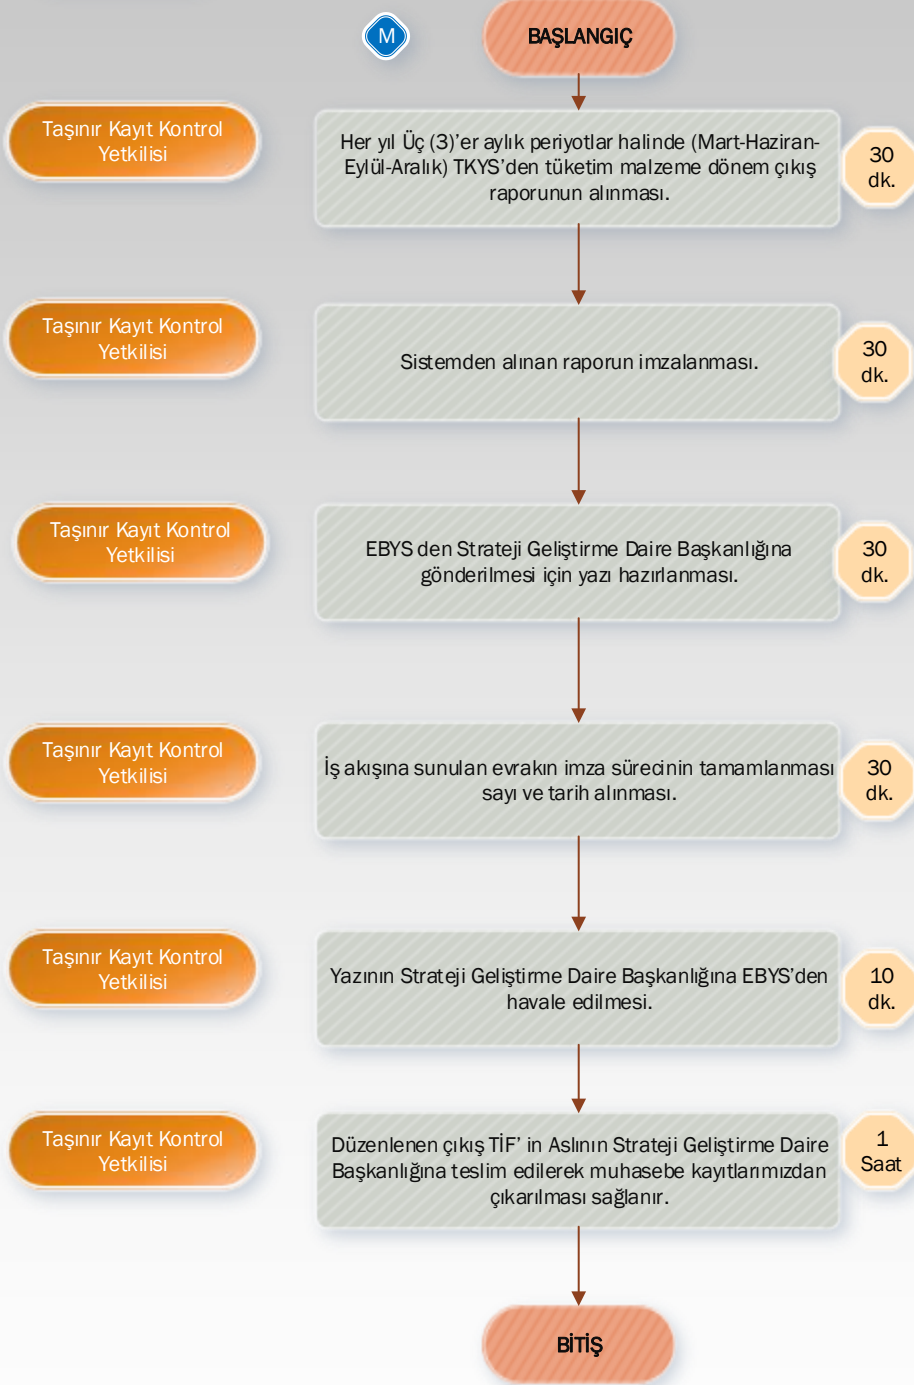 M
BAŞLANGIÇ
Taşınır Kayıt Kontrol
Yetkilisi
Her yıl Üç (3)’er aylık periyotlar halinde (Mart-Haziran-
Eylül-Aralık) TKYS’den tüketim malzeme dönem çıkış
raporunun alınması.
30
dk.
Taşınır Kayıt Kontrol
Yetkilisi
Sistemden alınan raporun imzalanması.
30
dk.
Taşınır Kayıt Kontrol
Yetkilisi
EBYS den Strateji Geliştirme Daire Başkanlığına
gönderilmesi için yazı hazırlanması.
30
dk.
Taşınır Kayıt Kontrol
Yetkilisi
İş akışına sunulan evrakın imza sürecinin tamamlanması
sayı ve tarih alınması.
30
dk.
Taşınır Kayıt Kontrol
Yetkilisi
Yazının Strateji Geliştirme Daire Başkanlığına EBYS’den
havale edilmesi.
10
dk.
Taşınır Kayıt Kontrol
Yetkilisi
Düzenlenen çıkış TİF’ in Aslının Strateji Geliştirme Daire
Başkanlığına teslim edilerek muhasebe kayıtlarımızdan
çıkarılması sağlanır.
1
Saat
BİTİŞ